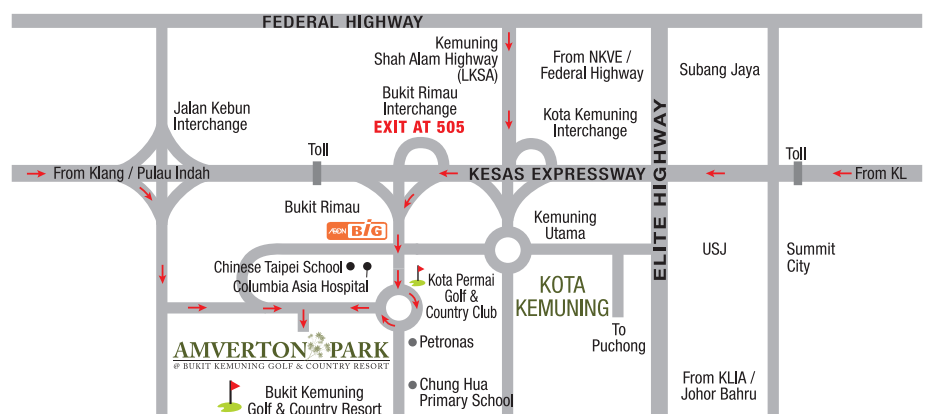 FEDERAL HIGHWAY
Kemuning
Shah Alam Highway
(LKSA)
From NKVE /
Federal Highway
Subang Jaya
Bukit Rimau
Interchange
EXIT AT 505
Jalan Kebun
Interchange
Kota Kemuning
Interchange
ELITE HIGHWAY
Toll
Toll
From Klang / Pulau Indah
KESAS EXPRESSWAY
From KL
Bukit Rimau
AEON BiG
Kemuning
Utama
USJ
Summit
City
Chinese Taipei School
Columbia Asia Hospital
Kota Permai
Golf &
Country Club
KOTA
KEMUNING
To
Puchong
Petronas
AMVERTON PARK
@ BUKIT KEMUNING GOLF & COUNTRY RESORT
Bukit Kemuning
Golf & Country Resort
Chung Hua
Primary School
From KLIA /
Johor Bahru